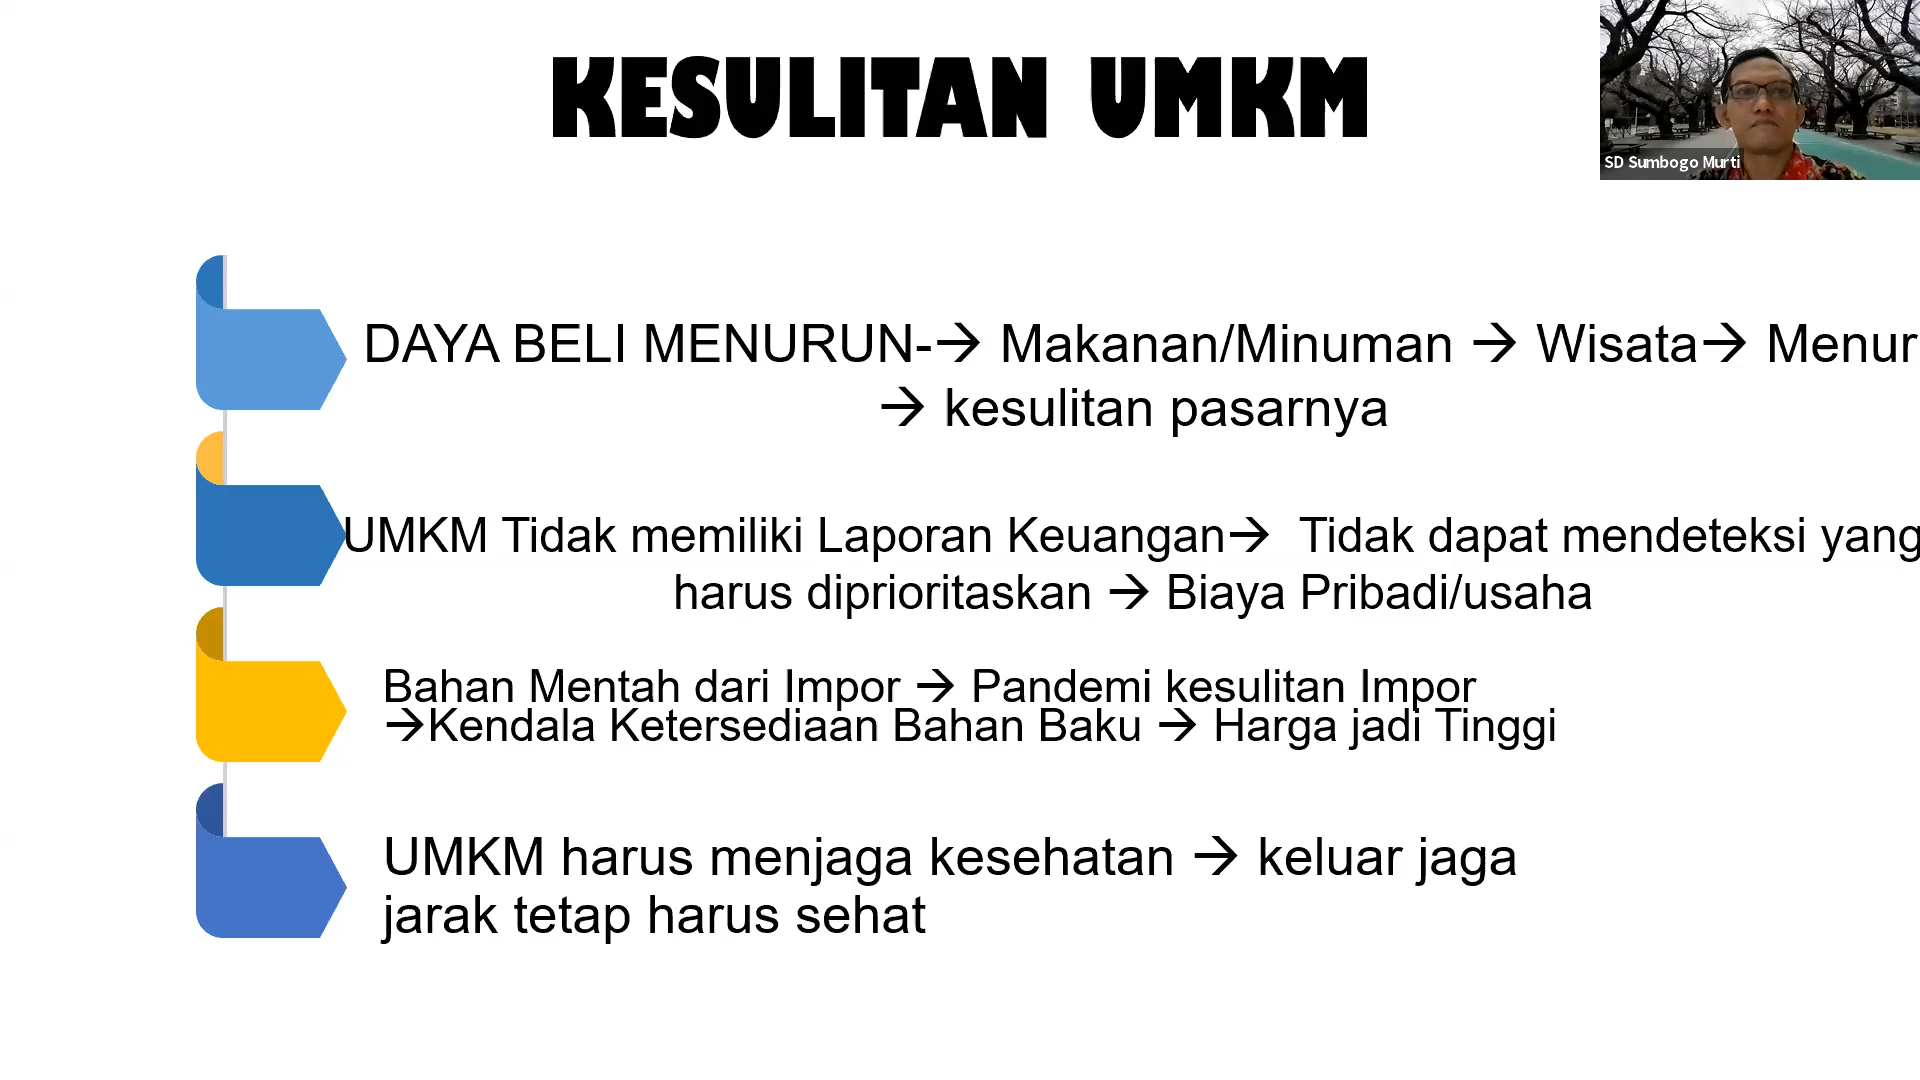 KESULITAN UMKM
SD Sumbogo Murti
DAYA BELI MENURUN-→ Makanan/Minuman → Wisata→ Menur
→ kesulitan pasarnya
UMKM Tidak memiliki Laporan Keuangan→ Tidak dapat mendeteksi yang
harus diprioritaskan → Biaya Pribadi/usaha
Bahan Mentah dari Impor → Pandemi kesulitan Impor
→Kendala Ketersediaan Bahan Baku → Harga jadi Tinggi
UMKM harus menjaga kesehatan → keluar jaga
jarak tetap harus sehat